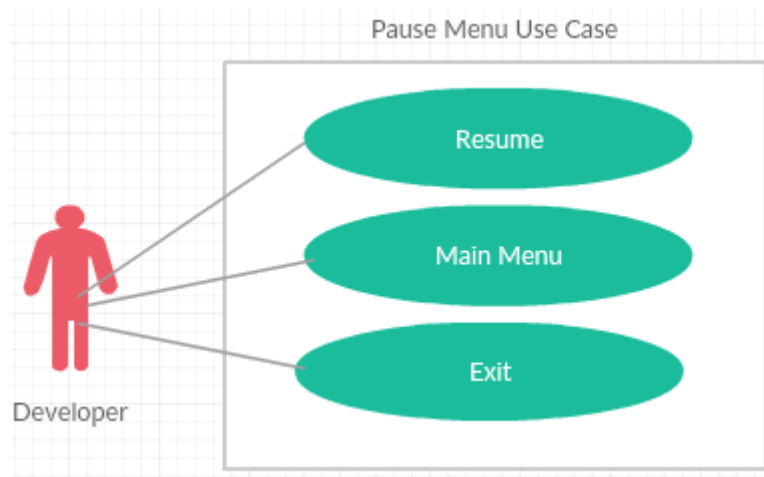 Pause Menu Use Case
Resume
Main Menu
Exit
Developer